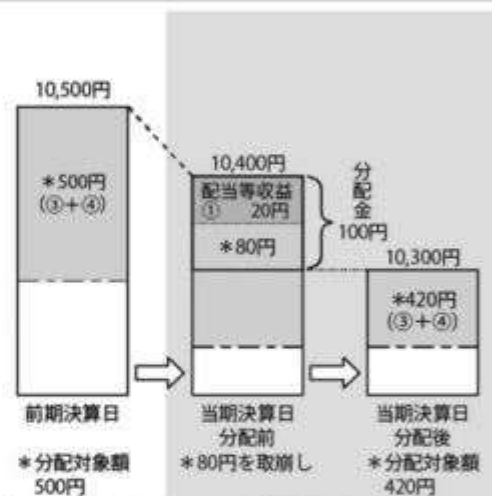 10,500円
*500円
(③+④)
前期決算日
*分配対象額
500円
10,400円
配当等収益
① 20円
*80円
分配金
100円
当期決算日
分配前
*80円を取崩し
10,300円
*420円
(③+④)
当期決算日
分配後
*分配対象額
420円